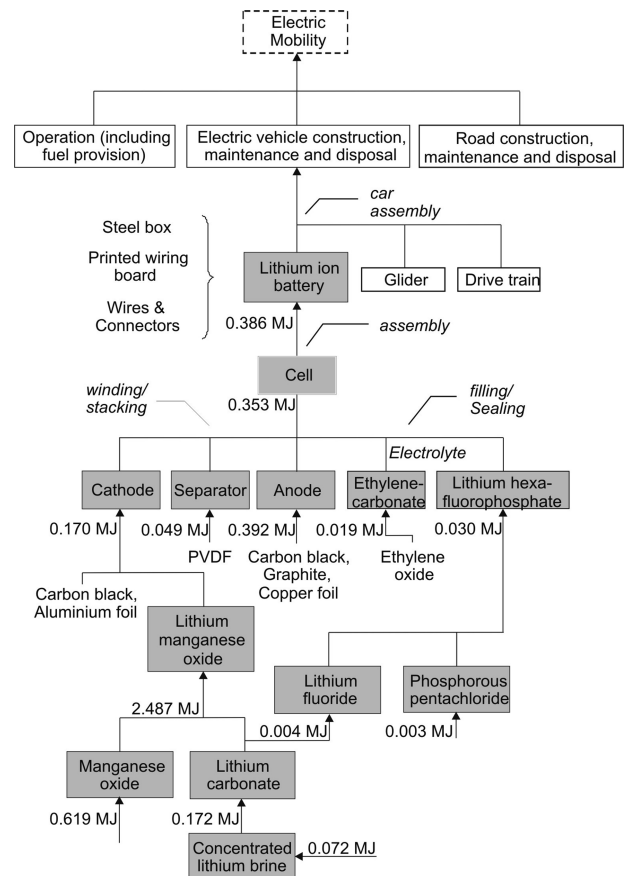 Electric
Mobility
Operation (including
fuel provision)
Electric vehicle construction,
maintenance and disposal
Road construction,
maintenance and disposal
car
assembly
Steel box
Printed wiring
board
Wires &
Connectors
Lithium ion
battery
Glider
Drive train
0.386 MJ
assembly
Cell
winding/
stacking
0.353 MJ
filling/
Sealing
Electrolyte
Cathode
Separator
Anode
Ethylene-
carbonate
Lithium hexa-
fluorophosphate
0.170 MJ
0.049 MJ
0.392 MJ
0.019 MJ
0.030 MJ
PVDF
Carbon black,
Graphite,
Copper foil
Ethylene
oxide
Carbon black,
Aluminium foil
Lithium
manganese
oxide
Lithium
fluoride
Phosphorous
pentachloride
2.487 MJ
0.004 MJ
0.003 MJ
Manganese
oxide
Lithium
carbonate
0.619 MJ
0.172 MJ
Concentrated
lithium brine
0.072 MJ